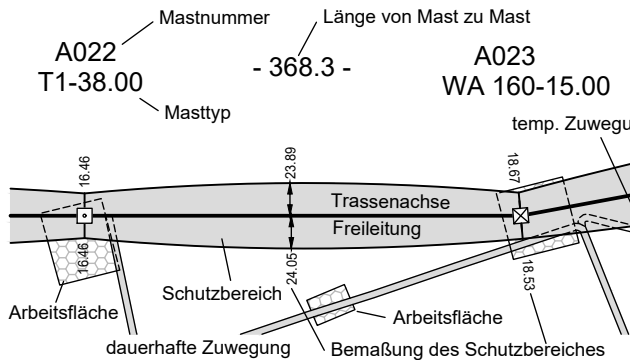 Mastnummer
Länge von Mast zu Mast
A022
T1-38.00
- 368.3 -
A023
WA 160-15.00
Masttyp
temp. Zuwegu
16.46
23.89
18.67
Trassenachse
Freileitung
16.46
24.05
18.53
Schutzbereich
Arbeitsfläche
Arbeitsfläche
dauerhafte Zuwegung
Bemaßung des Schutzbereiches